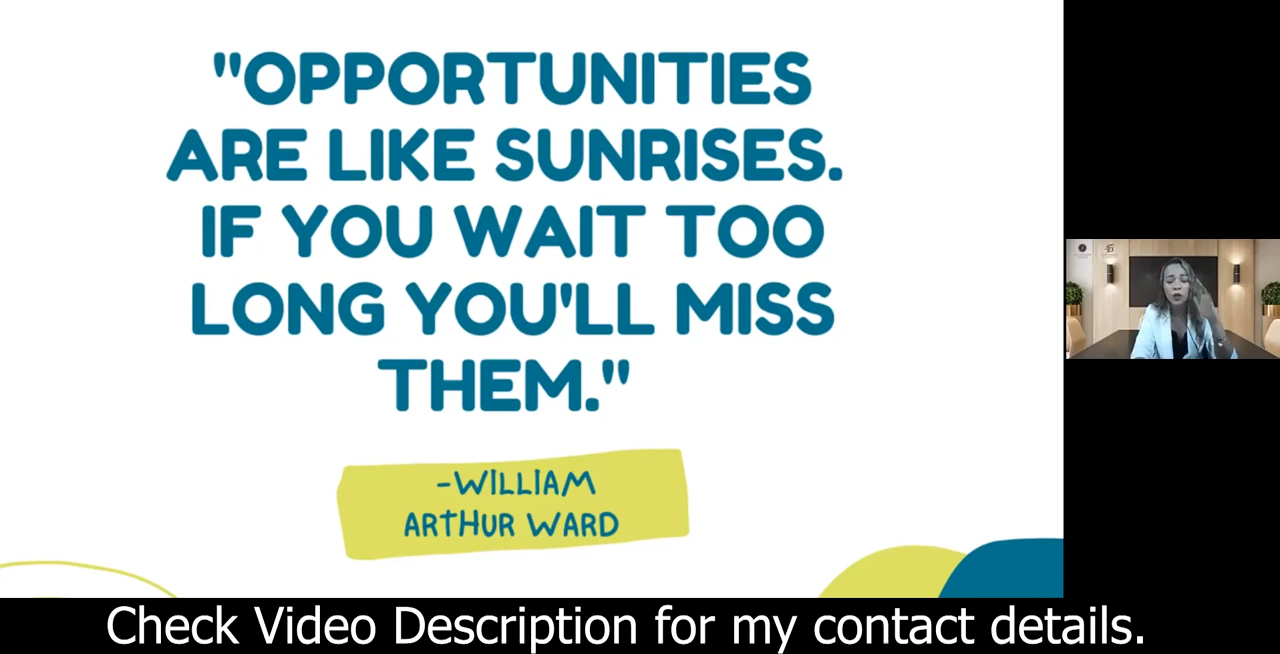 "OPPORTUNITIES
ARE LIKE SUNRISES.
IF YOU WAIT TOO
LONG YOU'LL MISS
THEM."
-WILLIAM
ARTHUR WARD
Check Video Description for my contact details.